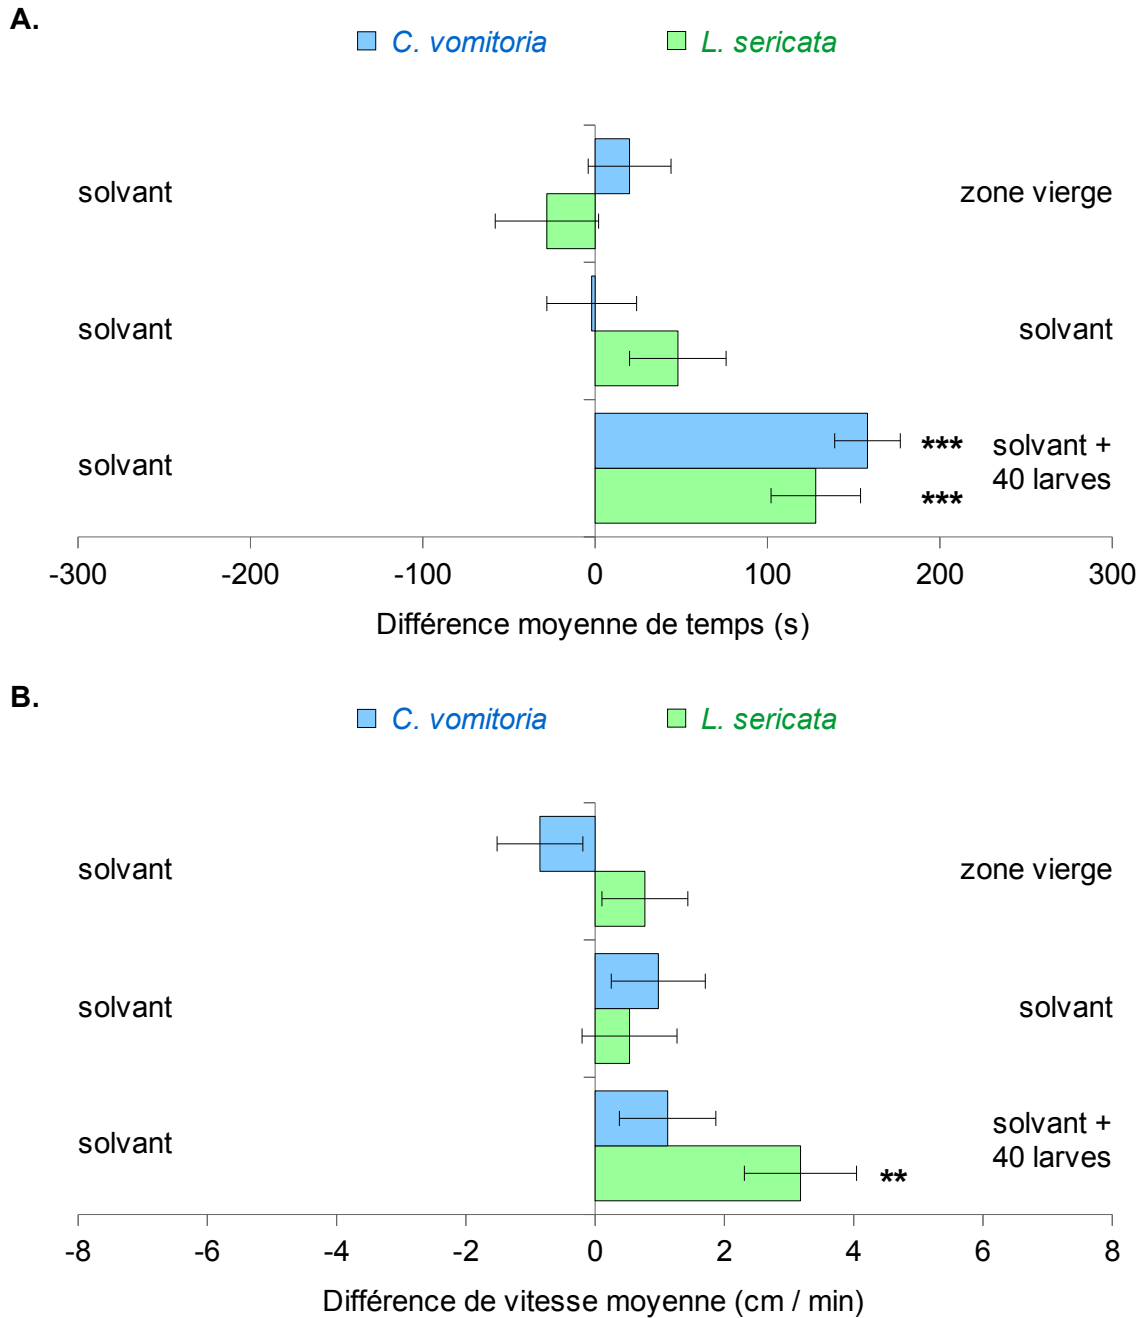 A.
C. vomitoria L. sericata
solvant zone vierge
solvant solvant
***
solvant solvant +
40 larves
***
-300 -200 -100 0 100 200 300
Différence moyenne de temps (s)
B.
C. vomitoria L. sericata
solvant zone vierge
solvant solvant
solvant solvant +
40 larves
**
-8 -6 -4 -2 0 2 4 6 8
Différence de vitesse moyenne (cm / min)